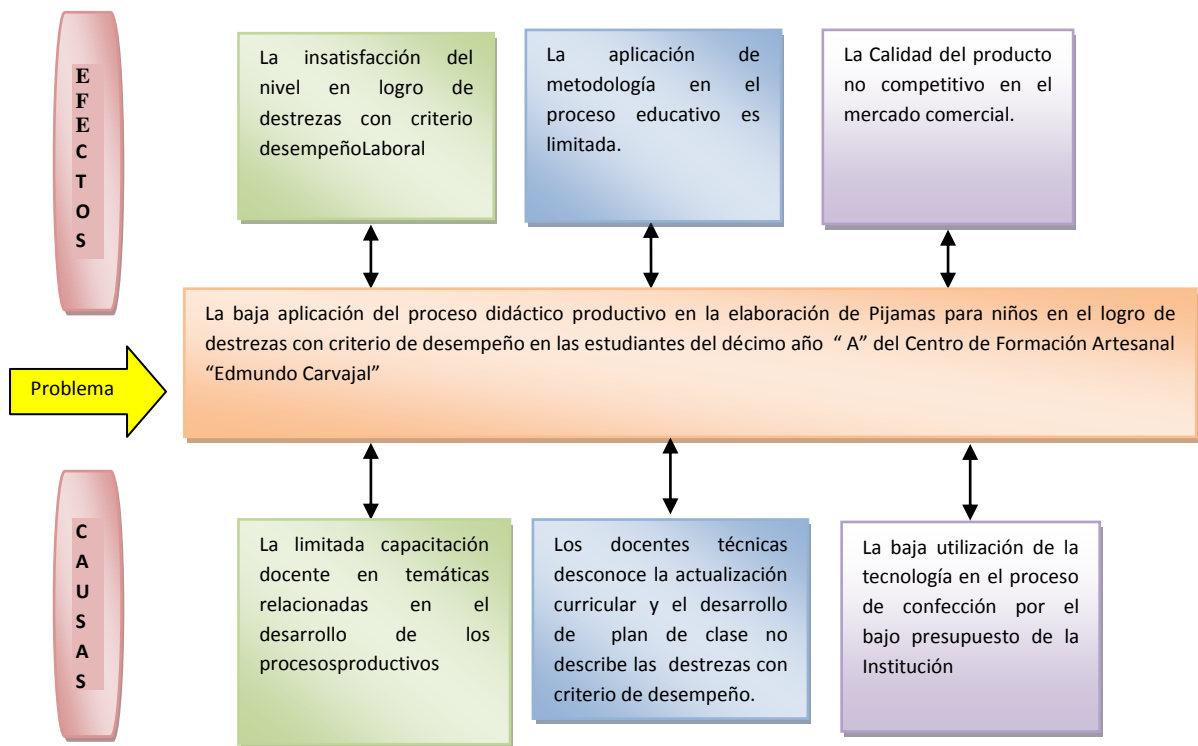 EFECTOS
La insatisfacción del
nivel en logro de
destrezas con criterio
desempeñoLaboral
La aplicación de
metodología en el
proceso educativo es
limitada.
La Calidad del producto
no competitivo en el
mercado comercial.
Problema
La baja aplicación del proceso didáctico productivo en la elaboración de Pijamas para niños en el logro de
destrezas con criterio de desempeño en las estudiantes del décimo año “ A” del Centro de Formación Artesanal
“Edmundo Carvajal”
CAUSAS
La limitada capacitación
docente en temáticas
relacionadas en el
desarrollo de los
procesosproductivos
Los docentes técnicas
desconoce la actualización
curricular y el desarrollo
de plan de clase no
describe las destrezas con
criterio de desempeño.
La baja utilización de la
tecnología en el proceso
de confección por el
bajo presupuesto de la
Institución